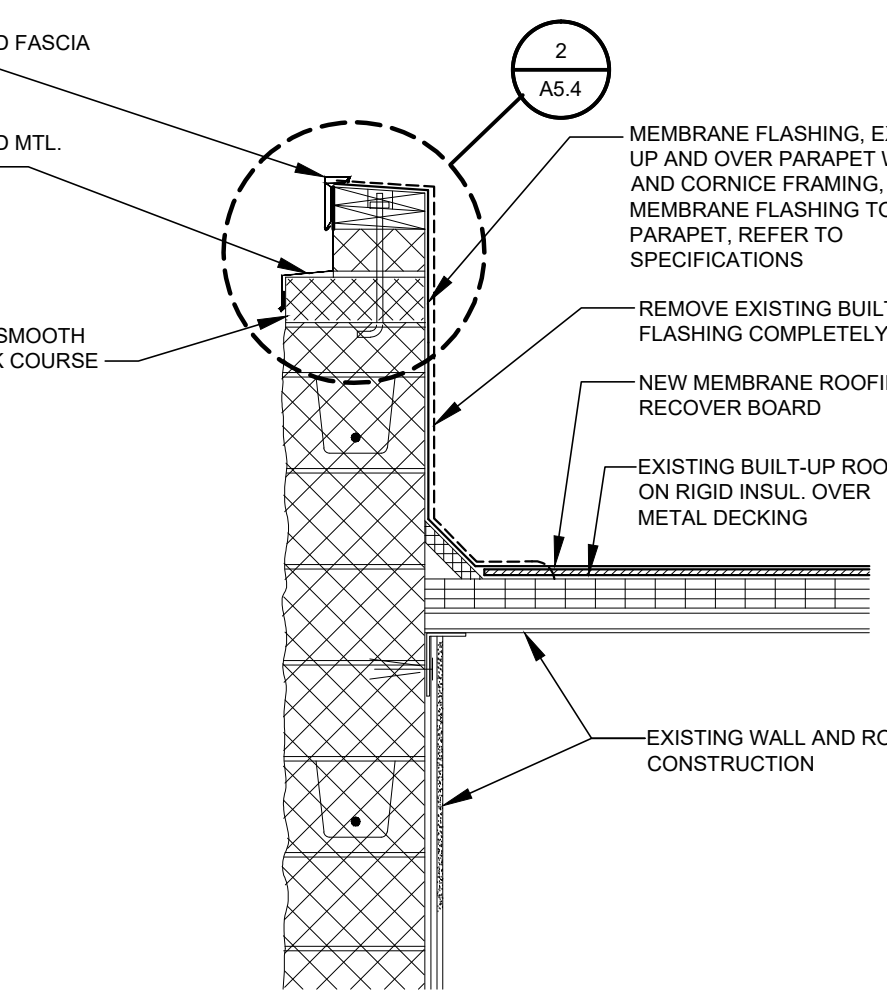 D FASCIA
D MTL.
SMOOTH
K COURSE
2
A5.4
MEMBRANE FLASHING, EX
UP AND OVER PARAPET W
AND CORNICE FRAMING,
MEMBRANE FLASHING TO
PARAPET, REFER TO
SPECIFICATIONS
REMOVE EXISTING BUILT
FLASHING COMPLETELY
NEW MEMBRANE ROOFI
RECOVER BOARD
EXISTING BUILT-UP ROO
ON RIGID INSUL. OVER
METAL DECKING
EXISTING WALL AND RO
CONSTRUCTION